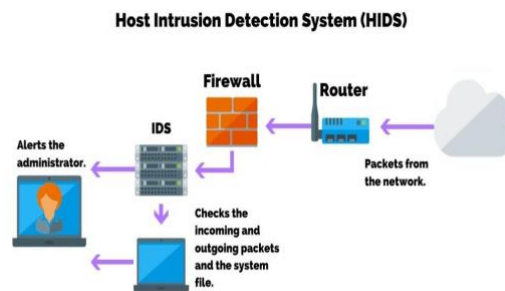 Host Intrusion Detection System (HIDS)
Firewall
Router
IDS
Alerts the
administrator.
Packets from
the network.
Checks the
incoming and
outgoing packets
and the system
file.